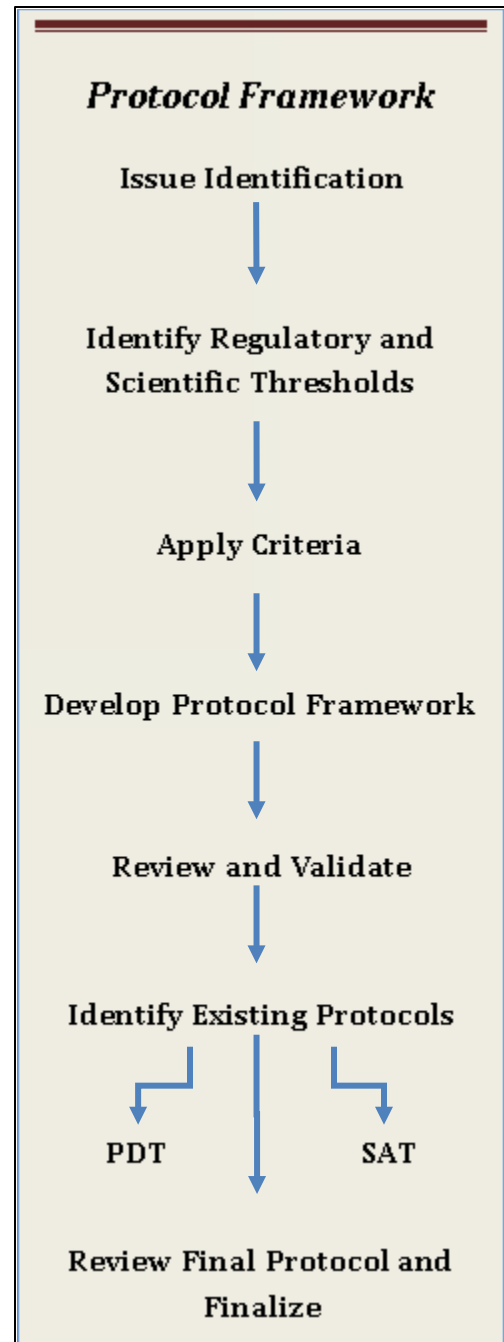 Protocol Framework
Issue Identification
Identify Regulatory and
Scientific Thresholds
Apply Criteria
Develop Protocol Framework
Review and Validate
Identify Existing Protocols
PDT
SAT
Review Final Protocol and
Finalize